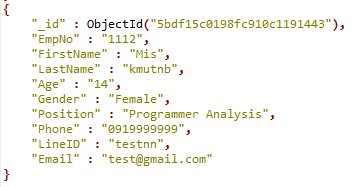 {
"_id" : ObjectId("5bdf15c0198fc910c1191443"),
"EmpNo" : "1112",
"FirstName" : "Mis",
"LastName" : "kmutnb",
"Age" : "14",
"Gender" : "Female",
"Position" : "Programmer Analysis",
"Phone" : "0919999999",
"LineID" : "testnn",
"Email" : "test@gmail.com"
}